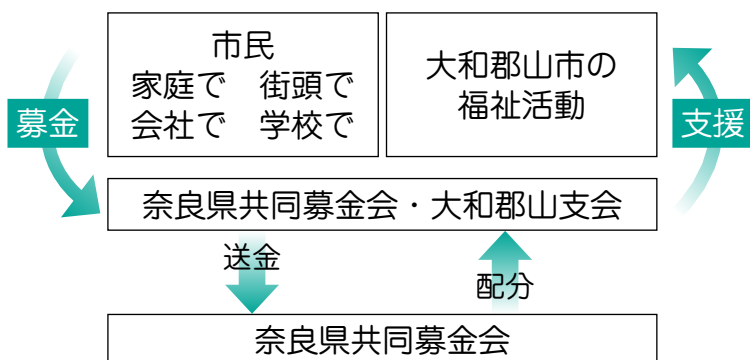 市民
家庭で　街頭で
会社で　学校で
大和郡山市の
福祉活動
募金
支援
奈良県共同募金会・大和郡山支会
送金
配分
奈良県共同募金会